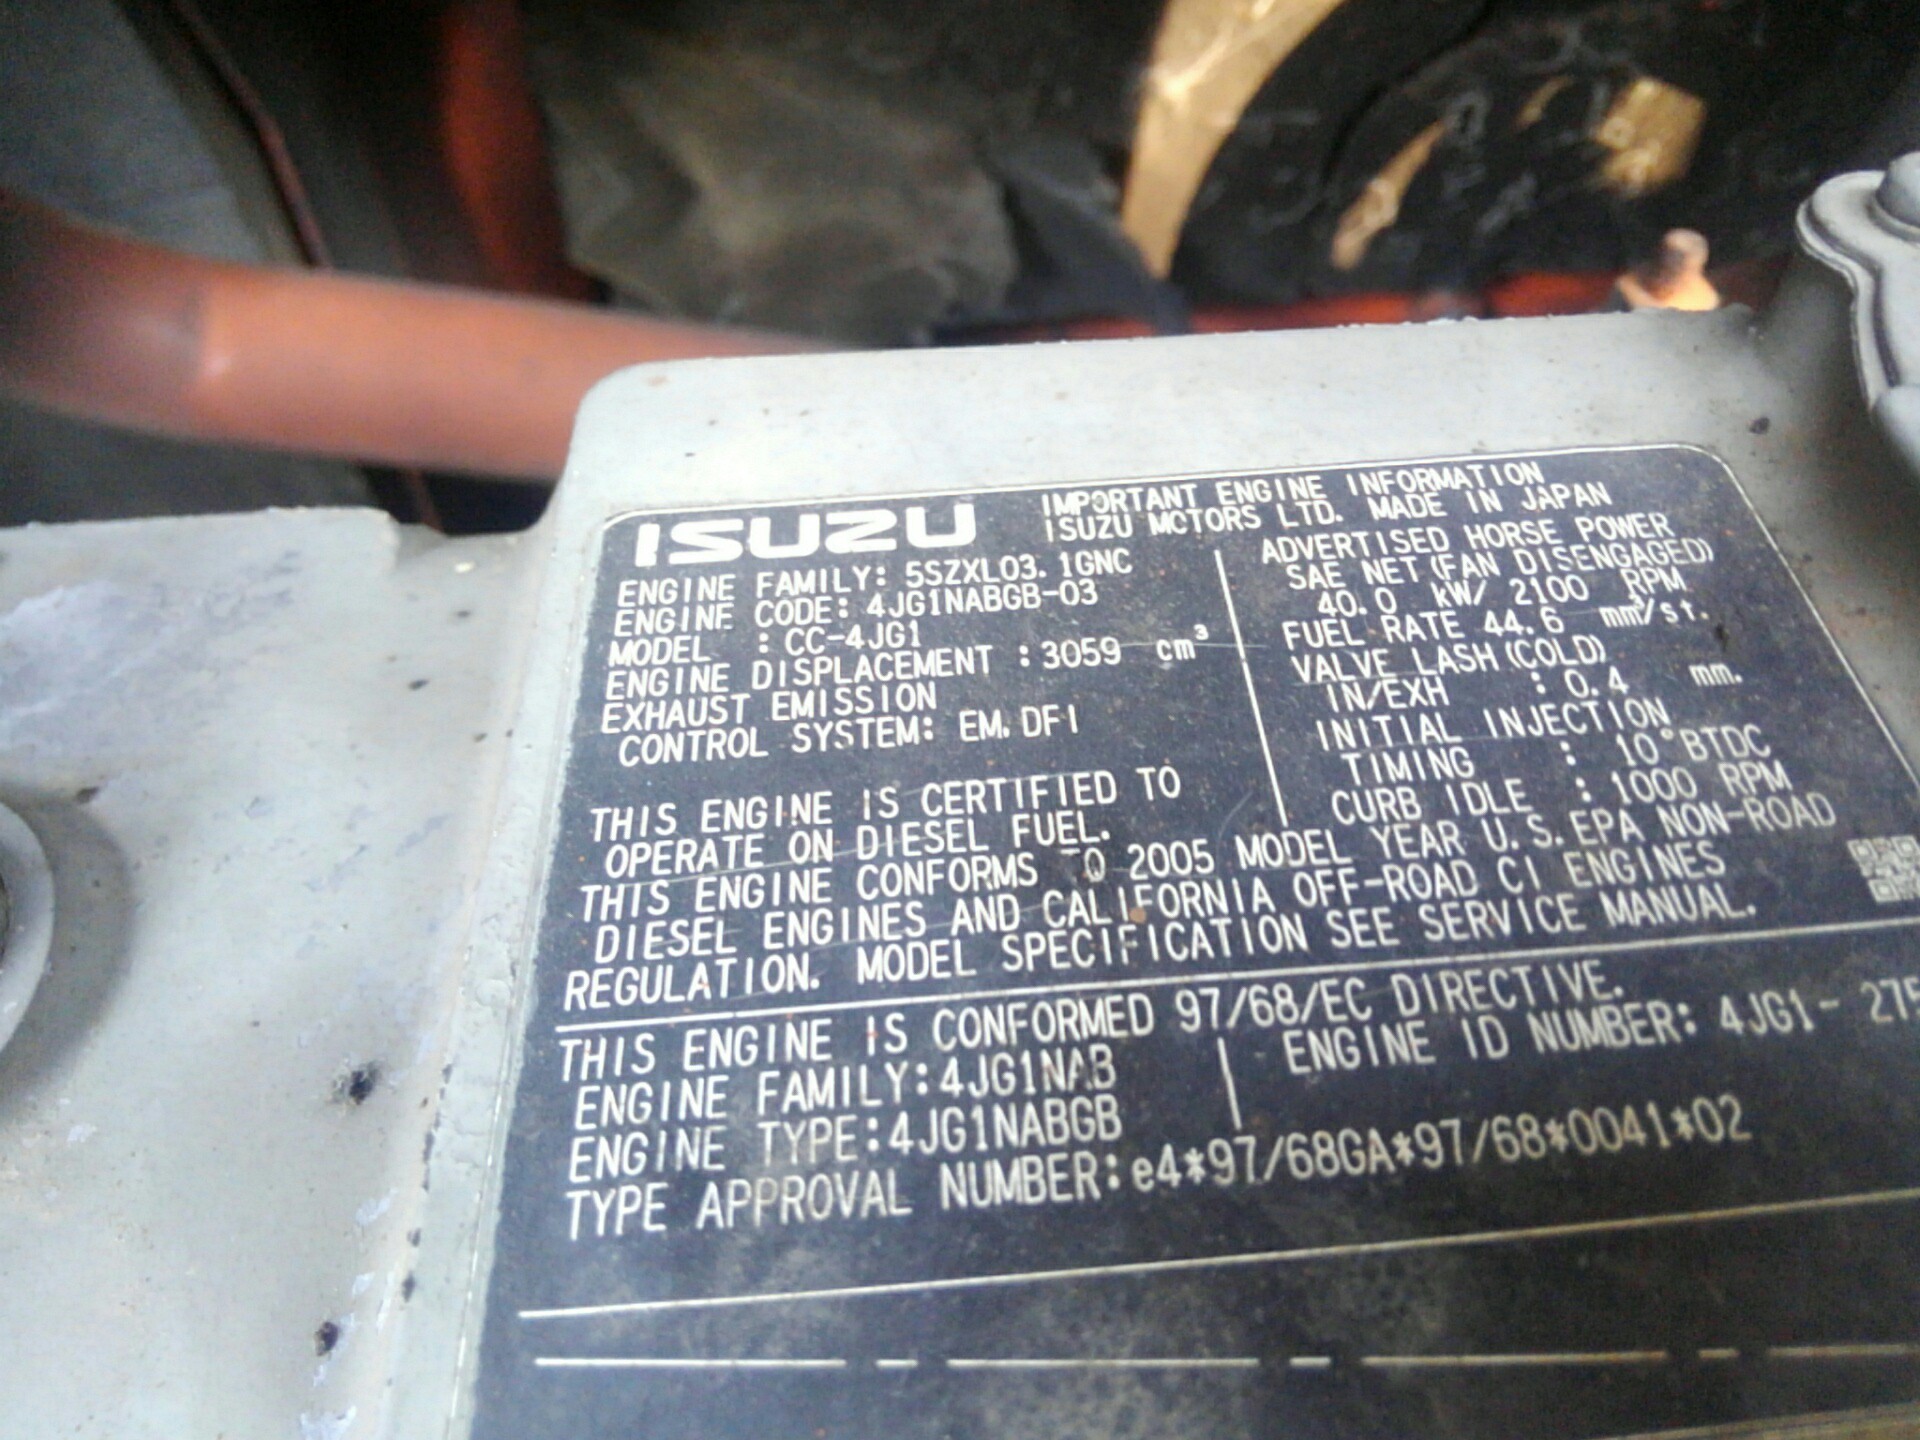 ISUZU
IMPORTANT ENGINE INFORMATION
ISUZU MOTORS LTD. MADE IN JAPAN
ENGINE FAMILY: 5SZXL03.1GNC
ENGINE CODE: 4JG1NABGB-03
MODEL : CC-4JG1
ENGINE DISPLACEMENT : 3059 cm³
EXHAUST EMISSION
CONTROL SYSTEM: EM. DFI
ADVERTISED HORSE POWER
SAE NET (FAN DISENGAGED)
40.0 kW/ 2100 RPM
FUEL RATE 44.6 mm³/st.
VALVE LASH (COLD)
IN/EXH : 0.4 mm.
INITIAL INJECTION
TIMING : 10° BTDC
CURB IDLE : 1000 RPM
THIS ENGINE IS CERTIFIED TO
OPERATE ON DIESEL FUEL.
THIS ENGINE CONFORMS TO 2005 MODEL YEAR U.S. EPA NON-ROAD
DIESEL ENGINES AND CALIFORNIA OFF-ROAD CI ENGINES
REGULATION. MODEL SPECIFICATION SEE SERVICE MANUAL.
THIS ENGINE IS CONFORMED 97/68/EC DIRECTIVE.
ENGINE FAMILY:4JG1NAB
ENGINE ID NUMBER: 4JG1- 275
ENGINE TYPE:4JG1NABGB
TYPE APPROVAL NUMBER:e4*97/68GA*97/68*0041*02